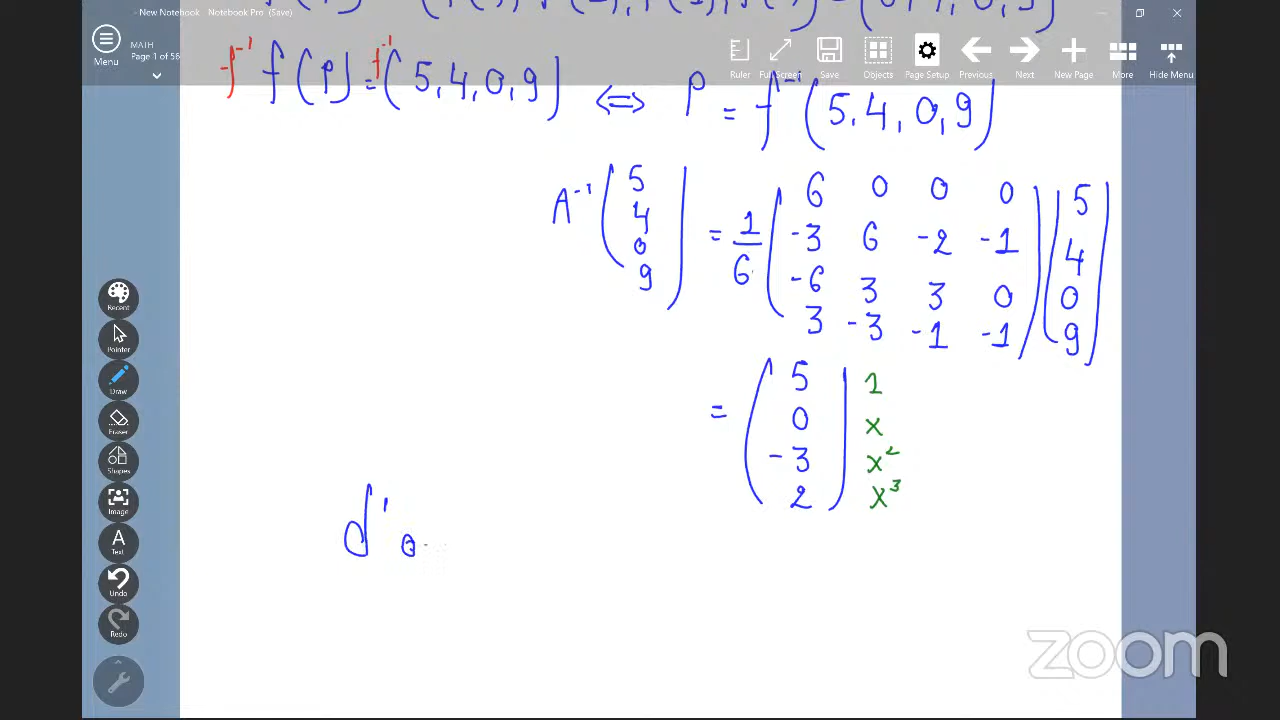 - New Notebook Notebook Pro (Save)
Menu
MATH
Page 1 of 56
Ruler
Full Screen
Save
Objects
Page Setup
Previous
Next
New Page
More
Hide Menu
f⁻¹ f(P) = f⁻¹(5,4,0,9) ⟺ P = f⁻¹(5,4,0,9)
A⁻¹ (5 4 0 9) = 1/6 (6 0 0 0
-3 6 -2 -1
-6 3 3 0
3 -3 -1 -1) (5 4 0 9)
= (5 0 -3 2) 1 x x² x³
d'o
Recent
Pointer
Draw
Eraser
Shapes
Image
Text
Undo
Redo
zoom